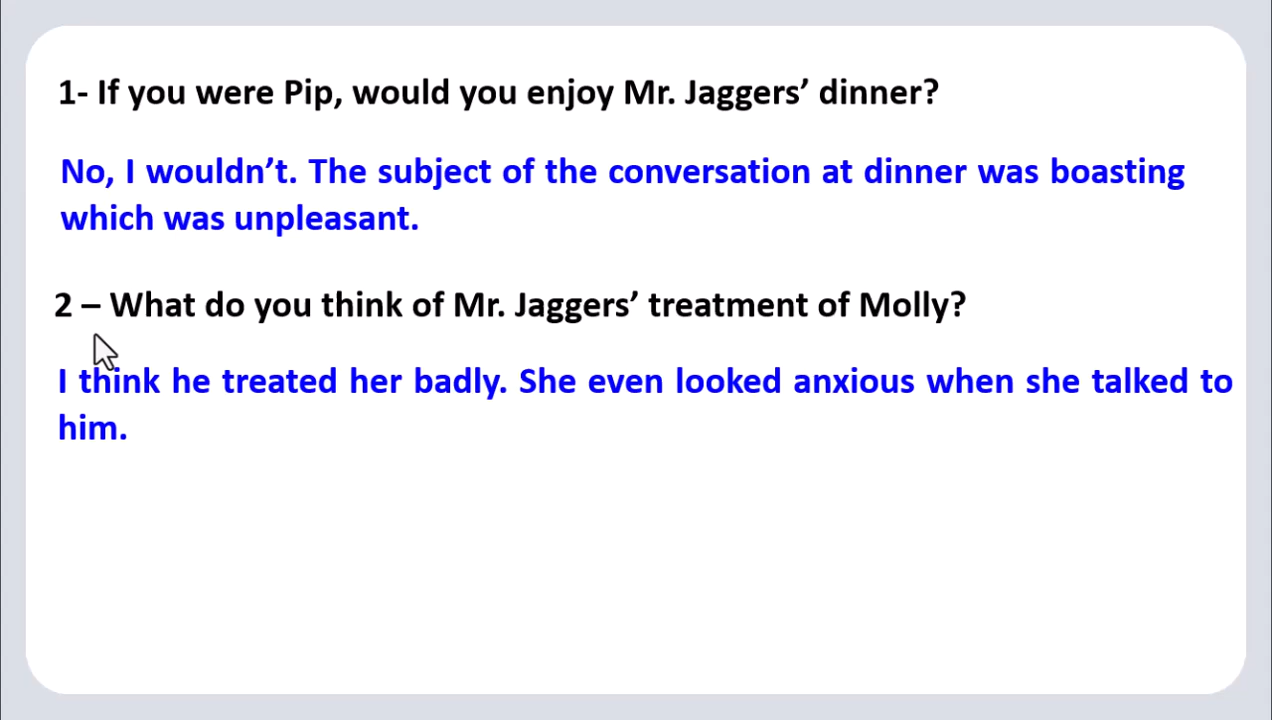 1- If you were Pip, would you enjoy Mr. Jaggers’ dinner?
No, I wouldn’t. The subject of the conversation at dinner was boasting
which was unpleasant.
2 – What do you think of Mr. Jaggers’ treatment of Molly?
I think he treated her badly. She even looked anxious when she talked to
him.